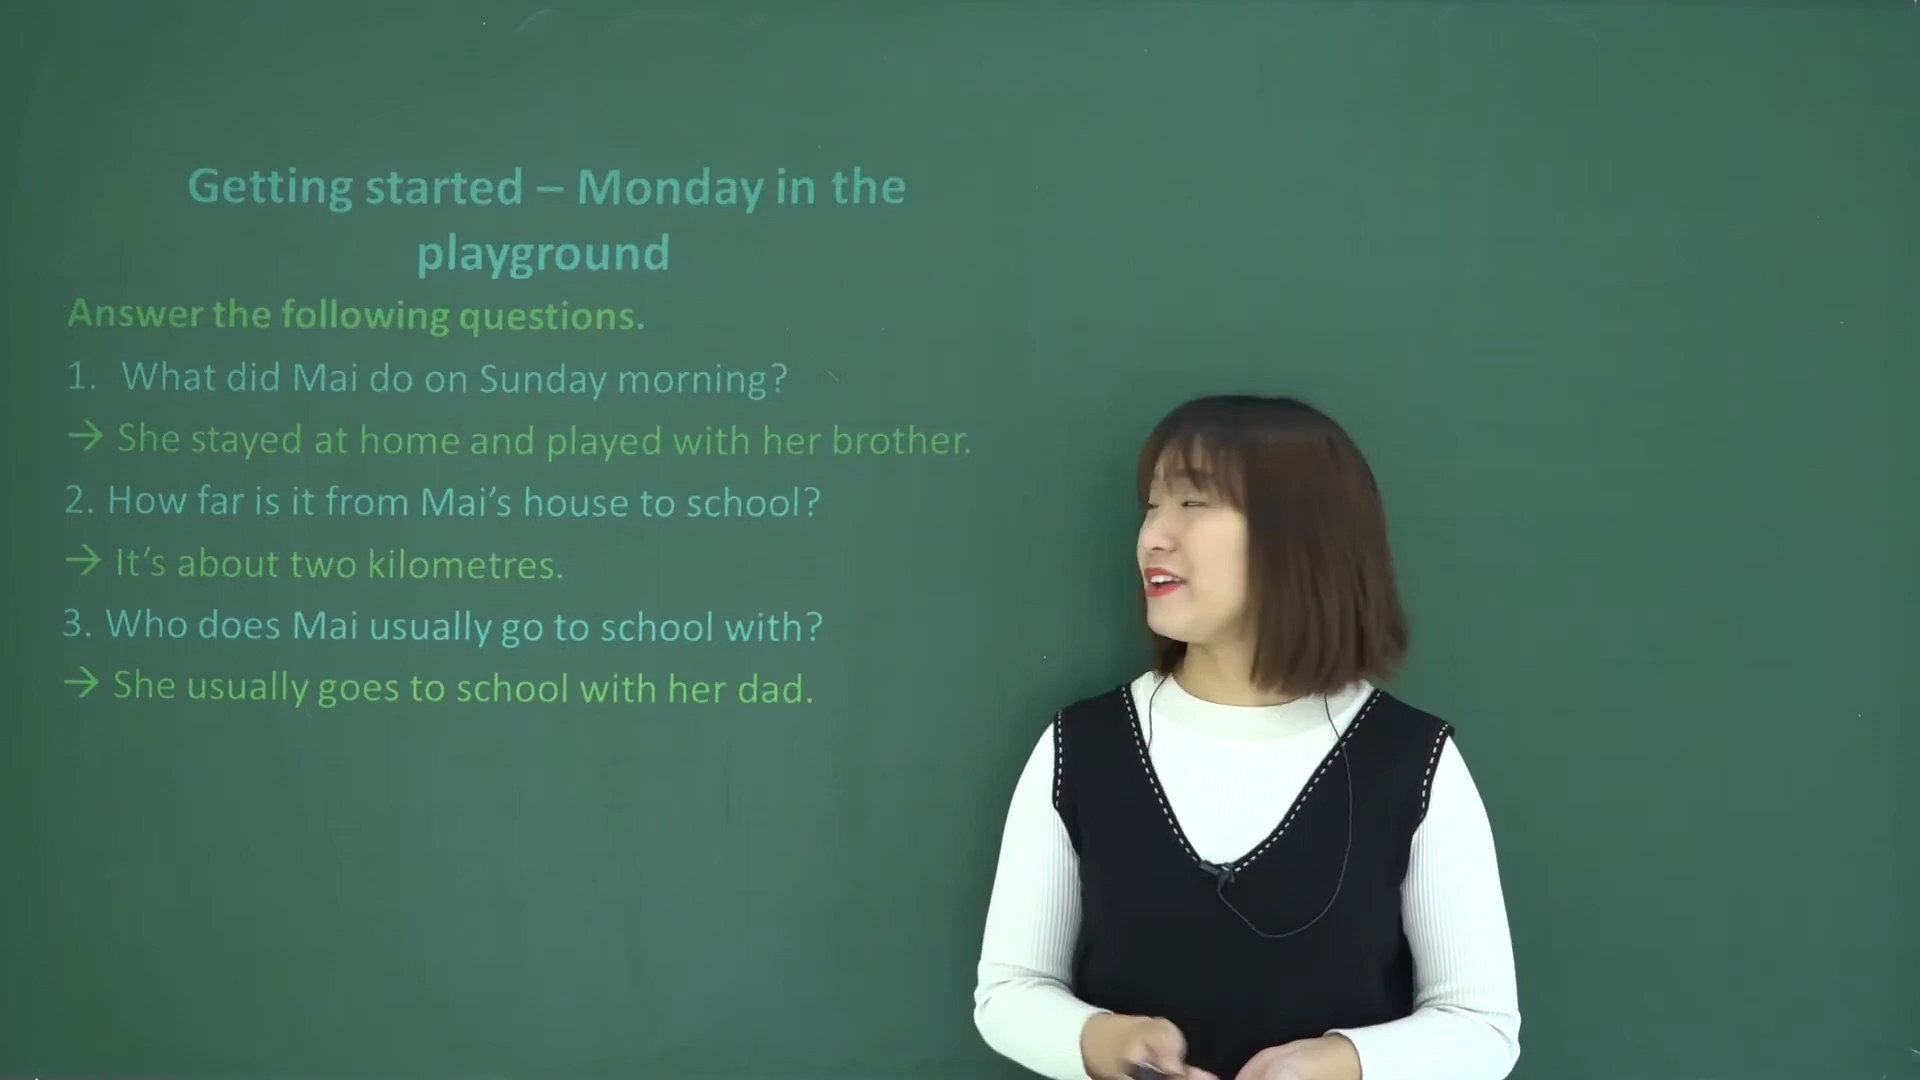 Getting started – Monday in the
playground
Answer the following questions.
1. What did Mai do on Sunday morning?
→ She stayed at home and played with her brother.
2. How far is it from Mai’s house to school?
→ It’s about two kilometres.
3. Who does Mai usually go to school with?
→ She usually goes to school with her dad.